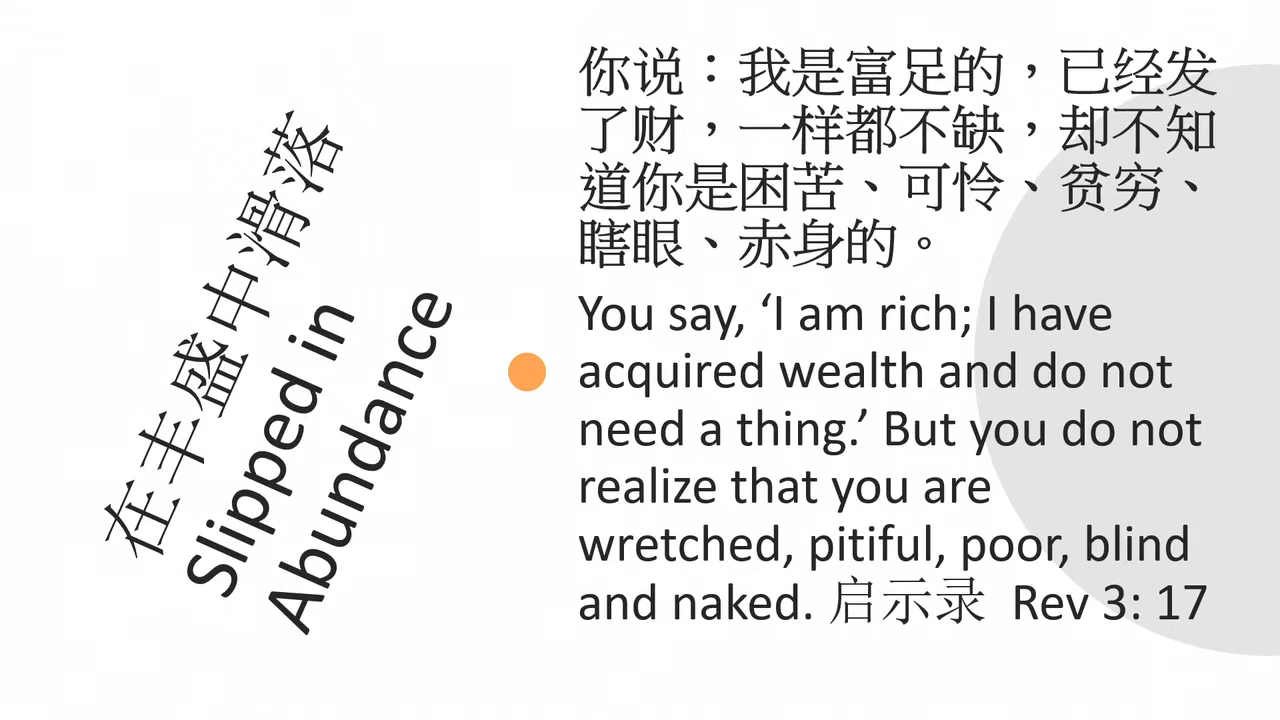 在丰盛中滑落
Slipped in
Abundance
你说：我是富足的，已经发
了财，一样都不缺，却不知
道你是困苦、可怜、贫穷、
瞎眼、赤身的。
You say, ‘I am rich; I have
acquired wealth and do not
need a thing.’ But you do not
realize that you are
wretched, pitiful, poor, blind
and naked. 启示录 Rev 3: 17